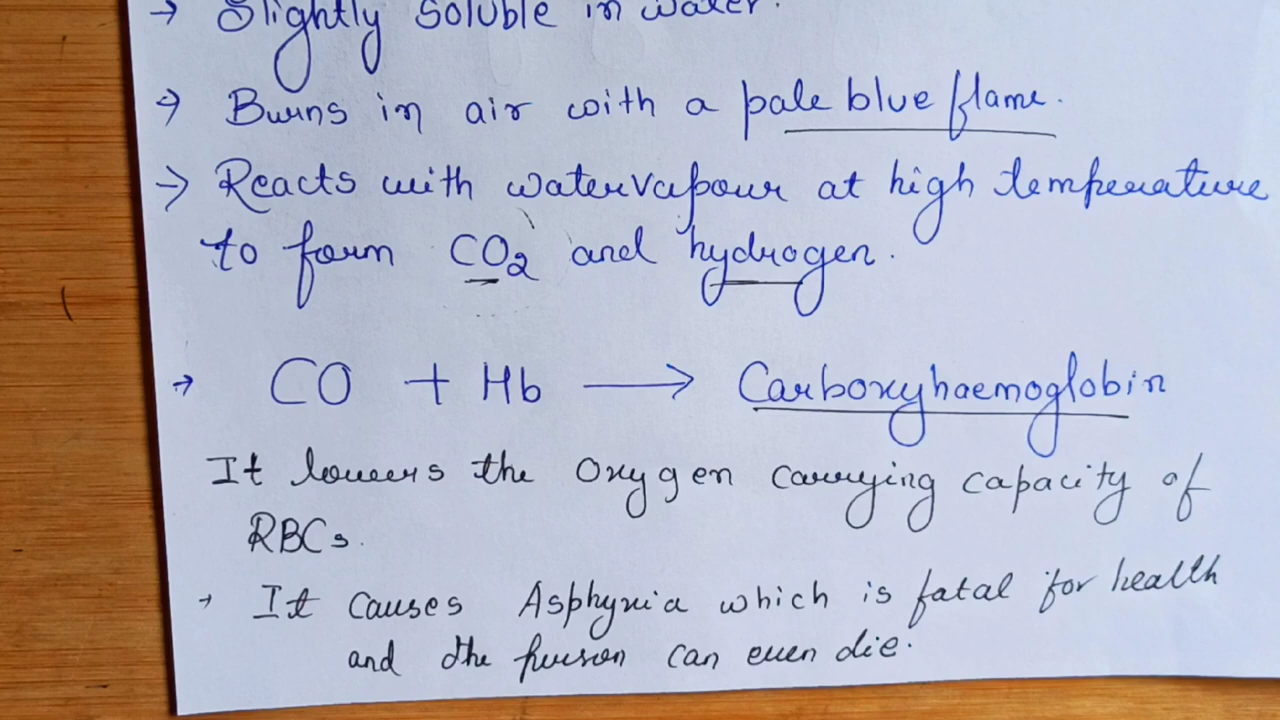 → Slightly soluble in water.
→ Burns in air with a pale blue flame.
→ Reacts with watervapour at high temperature
to form CO₂ and hydrogen.
→ CO + Hb ⟶ Carboxyhaemoglobin
It lowers the Oxygen carrying capacity of
RBCs.
→ It causes Asphyxia which is fatal for health
and the person can even die.